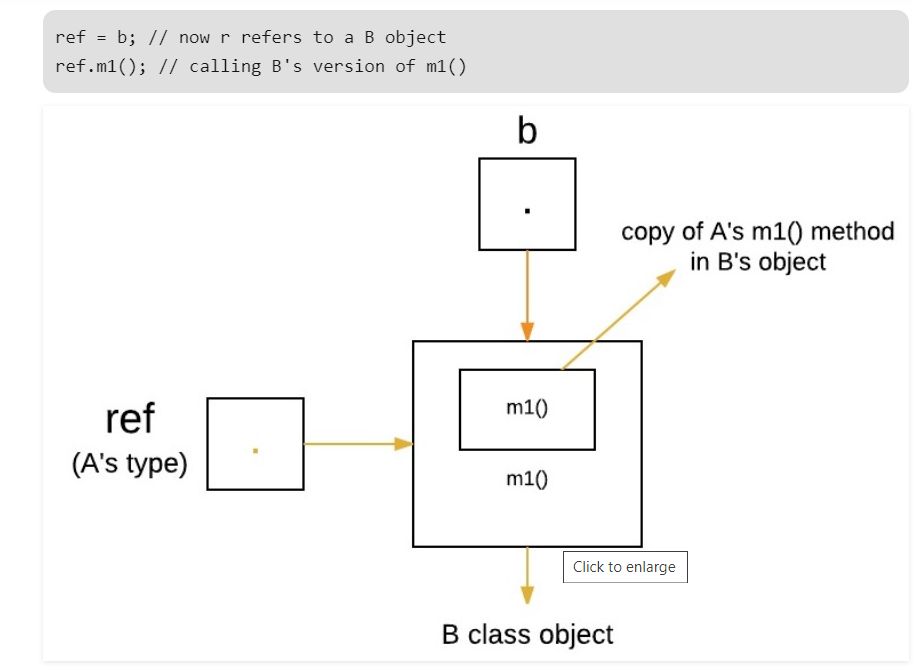 ref = b; // now r refers to a B object
ref.m1(); // calling B's version of m1()
b
.
copy of A's m1() method
in B's object
m1()
ref
(A's type)
.
m1()
Click to enlarge
B class object